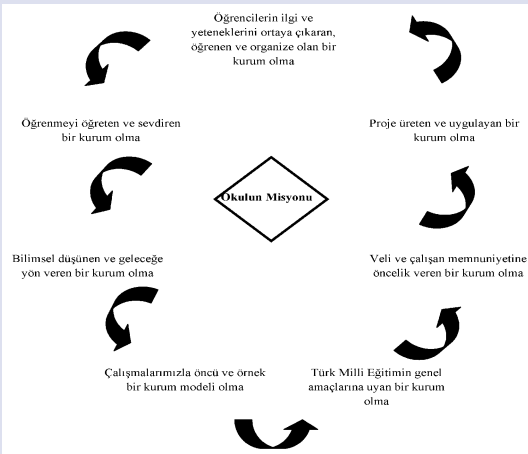 Öğrencilerin ilgi ve
yeteneklerini ortaya çıkaran,
öğrenen ve organize olan bir
kurum olma
Öğrenmeyi öğreten ve sevdiren
bir kurum olma
Proje üreten ve uygulayan bir
kurum olma
Okulun Misyonu
Bilimsel düşünen ve geleceğe
yön veren bir kurum olma
Veli ve çalışan memnuniyetine
öncelik veren bir kurum olma
Çalışmalarımızla öncü ve örnek
bir kurum modeli olma
Türk Milli Eğitimin genel
amaçlarına uyan bir kurum
olma